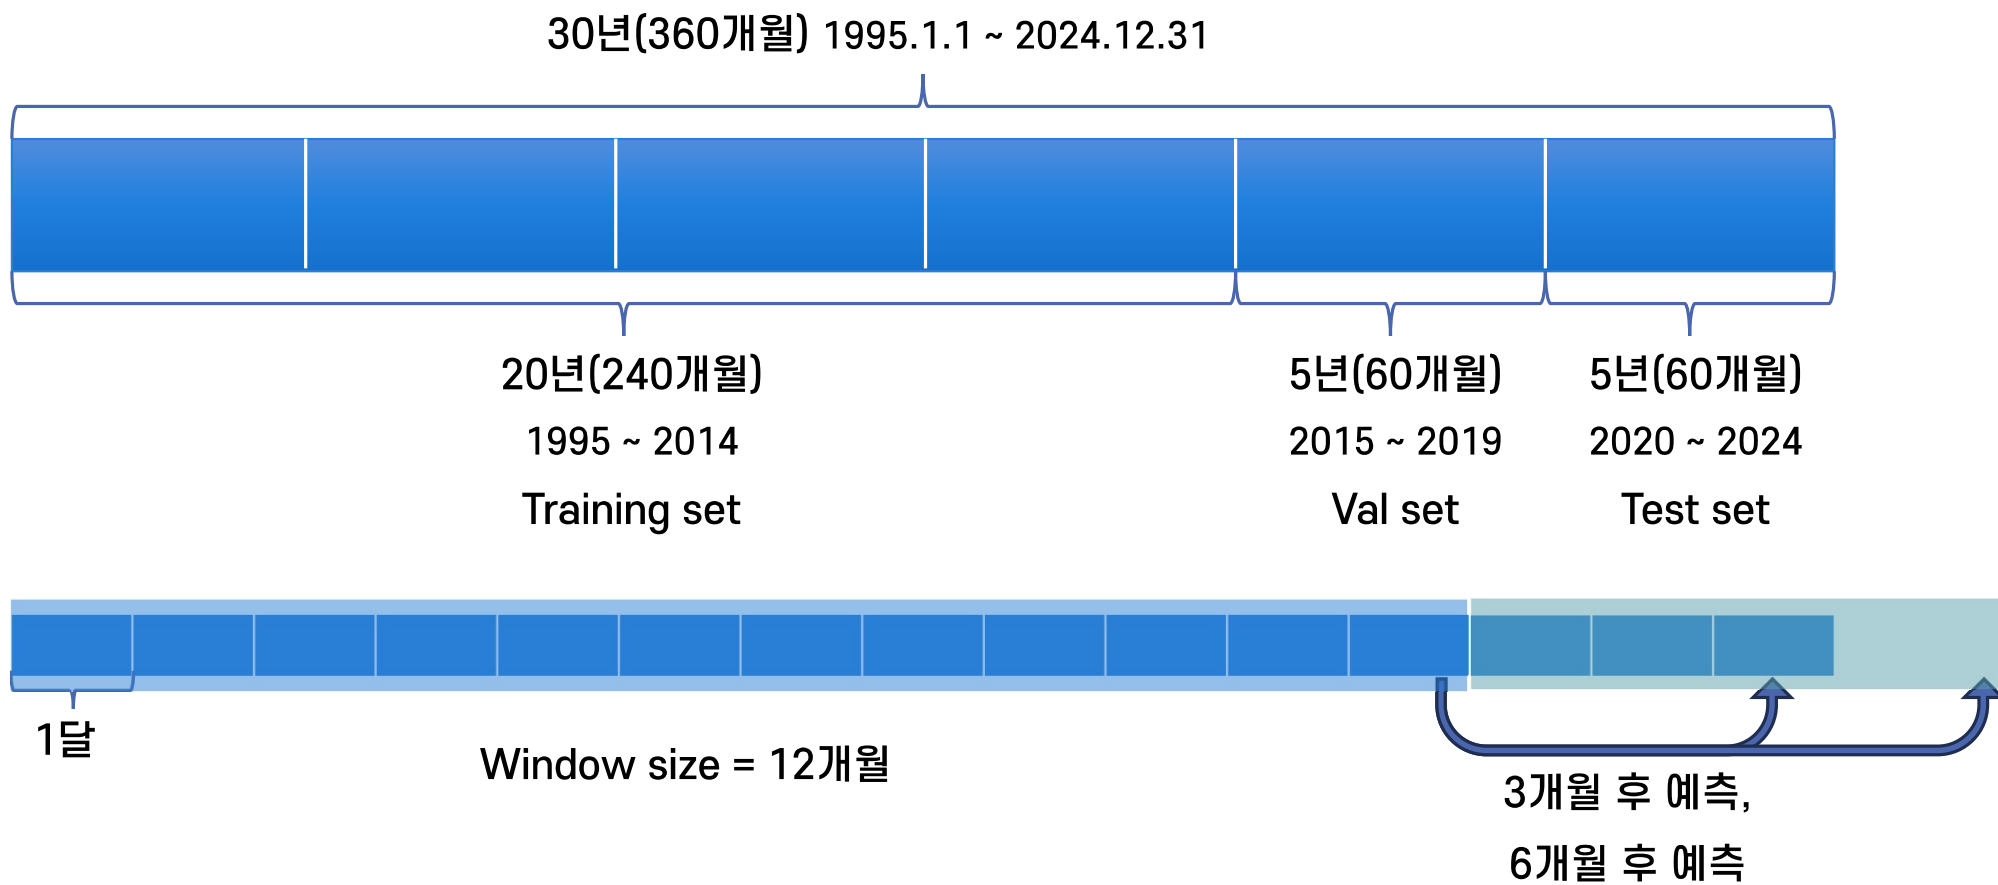 30년(360개월) 1995.1.1 ~ 2024.12.31
20년(240개월)
1995 ~ 2014
Training set
5년(60개월)
2015 ~ 2019
Val set
5년(60개월)
2020 ~ 2024
Test set
1달
Window size = 12개월
3개월 후 예측,
6개월 후 예측